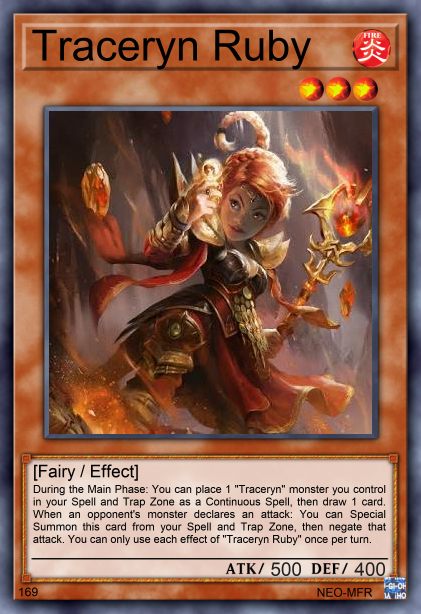 Traceryn Ruby
FIRE
炎
[Fairy / Effect]
During the Main Phase: You can place 1 "Traceryn" monster you control
in your Spell and Trap Zone as a Continuous Spell, then draw 1 card.
When an opponent's monster declares an attack: You can Special
Summon this card from your Spell and Trap Zone, then negate that
attack. You can only use each effect of "Traceryn Ruby" once per turn.
ATK/ 500 DEF/ 400
169 NEO-MFR